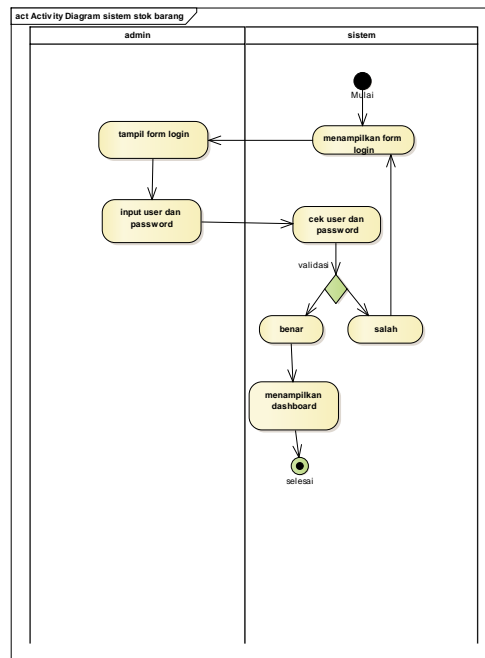 act Activity Diagram sistem stok barang
admin
sistem
Mulai
tampil form login
menampilkan form
login
input user dan
password
cek user dan
password
validasi
benar
salah
menampilkan
dashboard
selesai